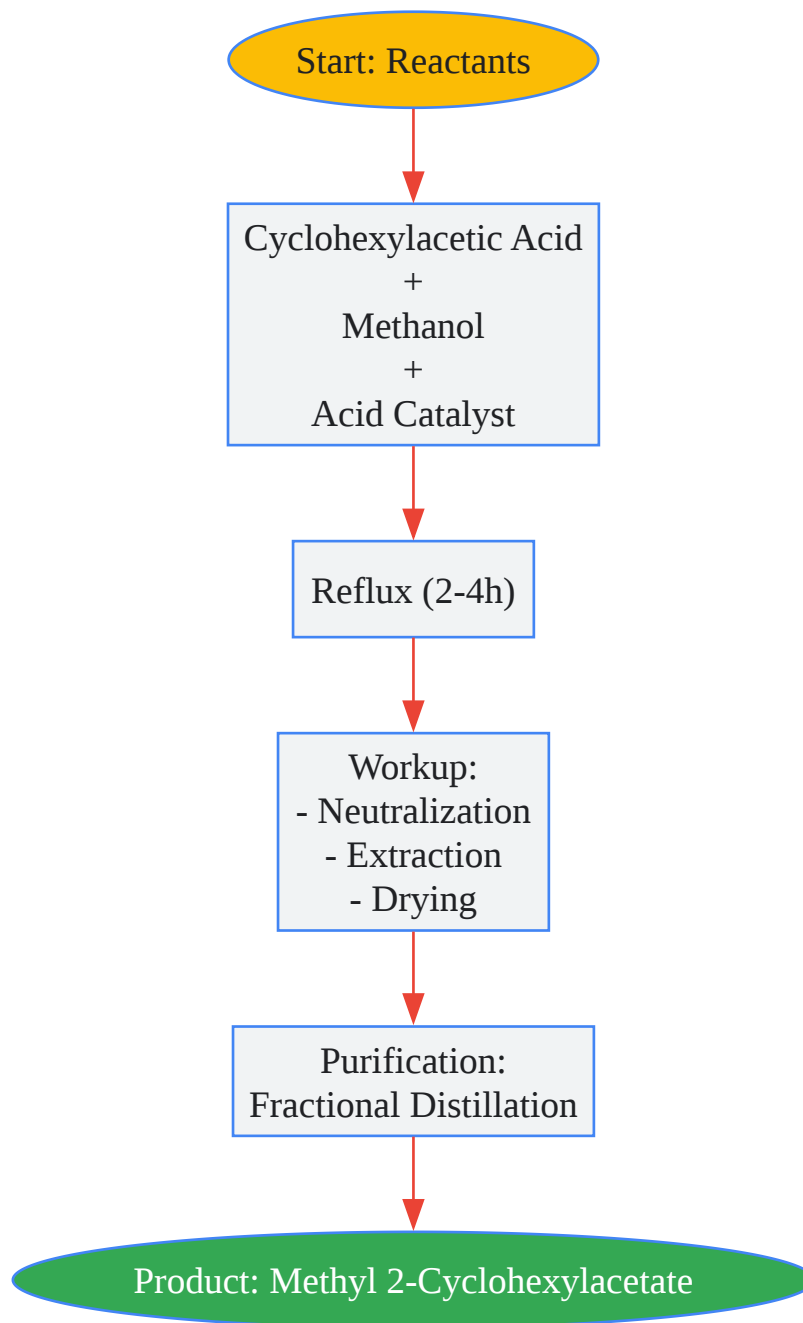 Start: Reactants
Cyclohexylacetic Acid
+
Methanol
+
Acid Catalyst
Reflux (2-4h)
Workup:
- Neutralization
- Extraction
- Drying
Purification:
Fractional Distillation
Product: Methyl 2-Cyclohexylacetate